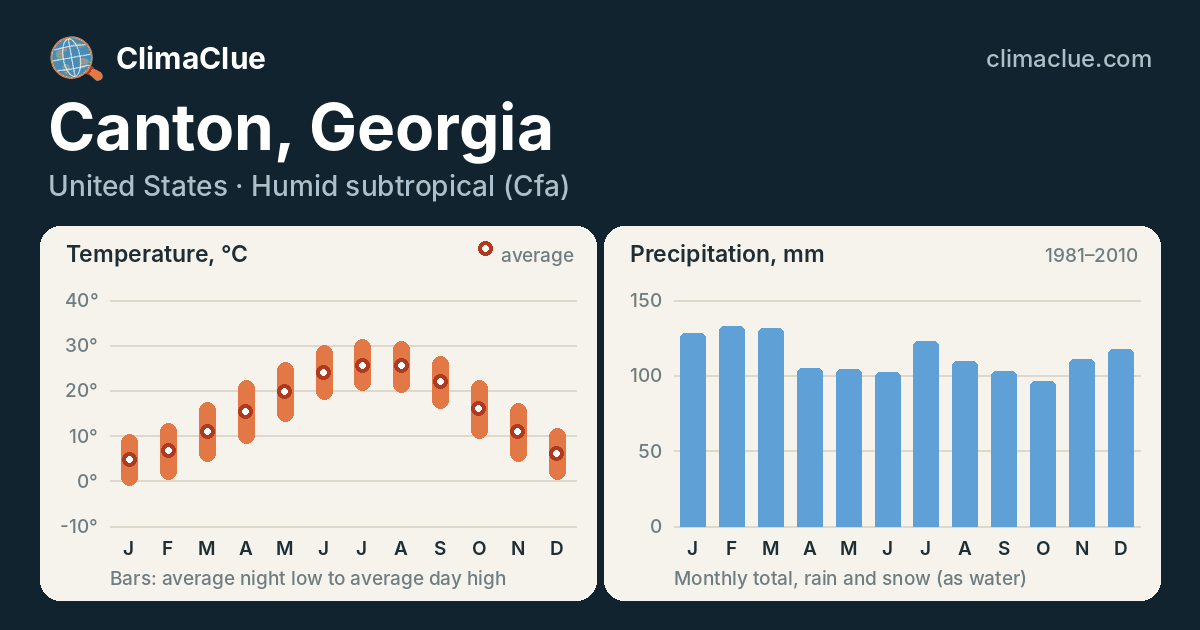 ClimaClue
climaclue.com
Canton, Georgia
United States · Humid subtropical (Cfa)
Temperature, °C
average
40°
30°
20°
10°
0°
-10°
J F M A M J J A S O N D
Bars: average night low to average day high
Precipitation, mm
1981–2010
150
100
50
0
J F M A M J J A S O N D
Monthly total, rain and snow (as water)